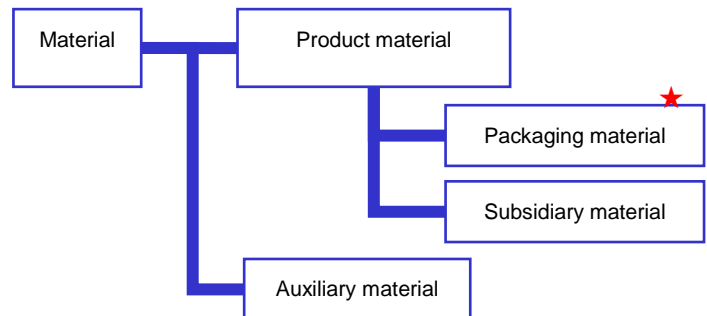 Material
Product material
Packaging material
Subsidiary material
Auxiliary material